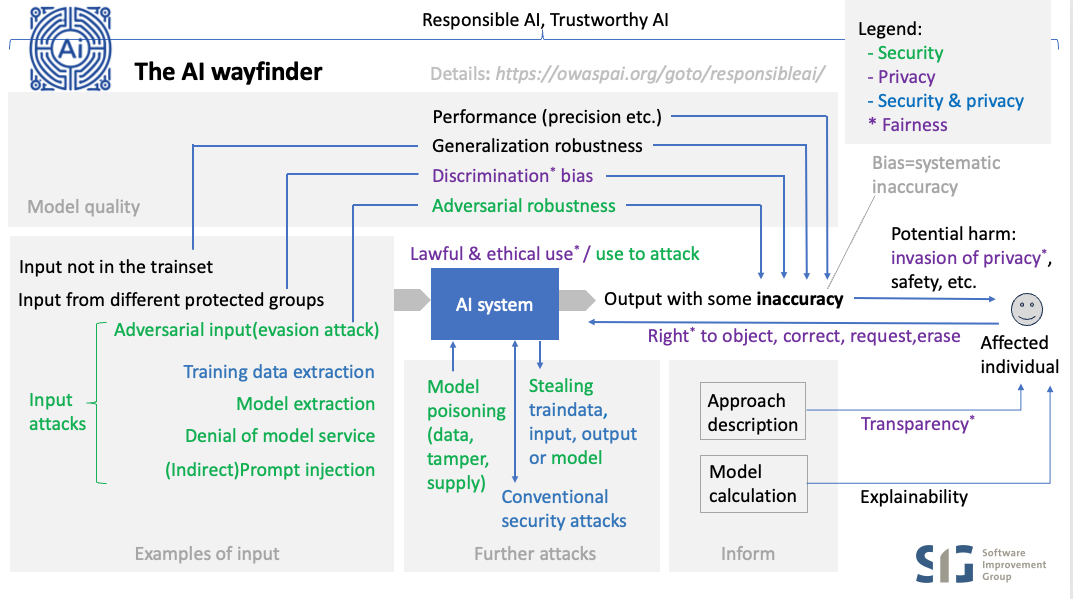 Responsible AI, Trustworthy AI
Ai
The AI wayfinder
Details: https://owaspai.org/goto/responsibleai/
Legend:
- Security
- Privacy
- Security & privacy
* Fairness
Performance (precision etc.)
Generalization robustness
Discrimination* bias
Adversarial robustness
Model quality
Bias=systematic
inaccuracy
Input not in the trainset
Input from different protected groups
Adversarial input(evasion attack)
Training data extraction
Model extraction
Denial of model service
(Indirect)Prompt injection
Input
attacks
Examples of input
Lawful & ethical use* / use to attack
AI system
Output with some inaccuracy
Potential harm:
invasion of privacy*,
safety, etc.
Right* to object, correct, request,erase
Affected
individual
Model
poisoning
(data,
tamper,
supply)
Stealing
traindata,
input, output
or model
Conventional
security attacks
Further attacks
Approach
description
Model
calculation
Inform
Transparency*
Explainability
SIG
Software
Improvement
Group